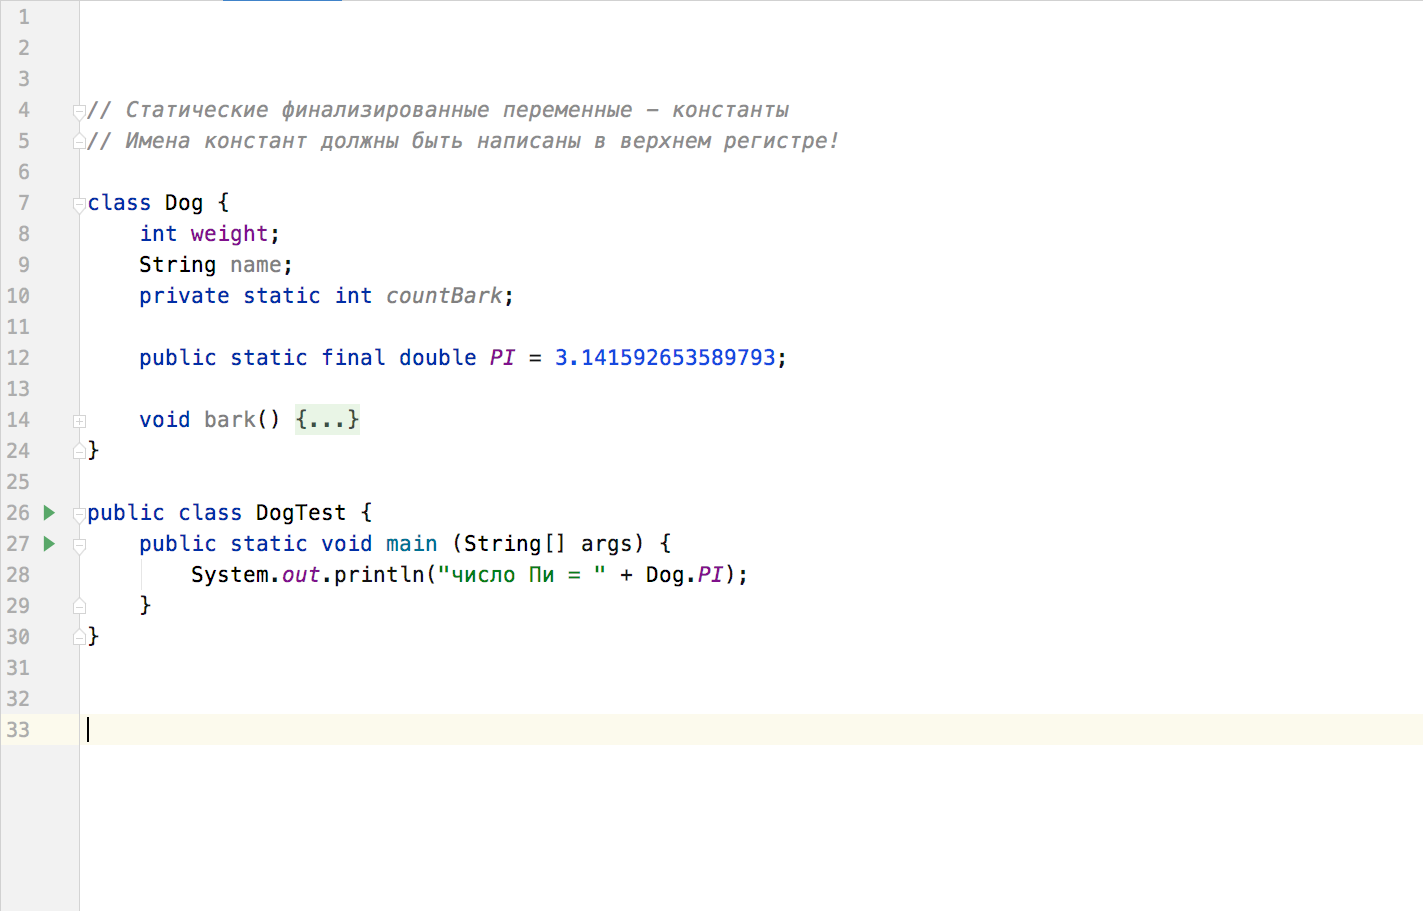 1
2
3
4 // Статические финализированные переменные – константы
5 // Имена констант должны быть написаны в верхнем регистре!
6
7 class Dog {
8 int weight;
9 String name;
10 private static int countBark;
11
12 public static final double PI = 3.141592653589793;
13
14 void bark() {...}
24 }
25
26 public class DogTest {
27 public static void main (String[] args) {
28 System.out.println("число Пи = " + Dog.PI);
29 }
30 }
31
32
33